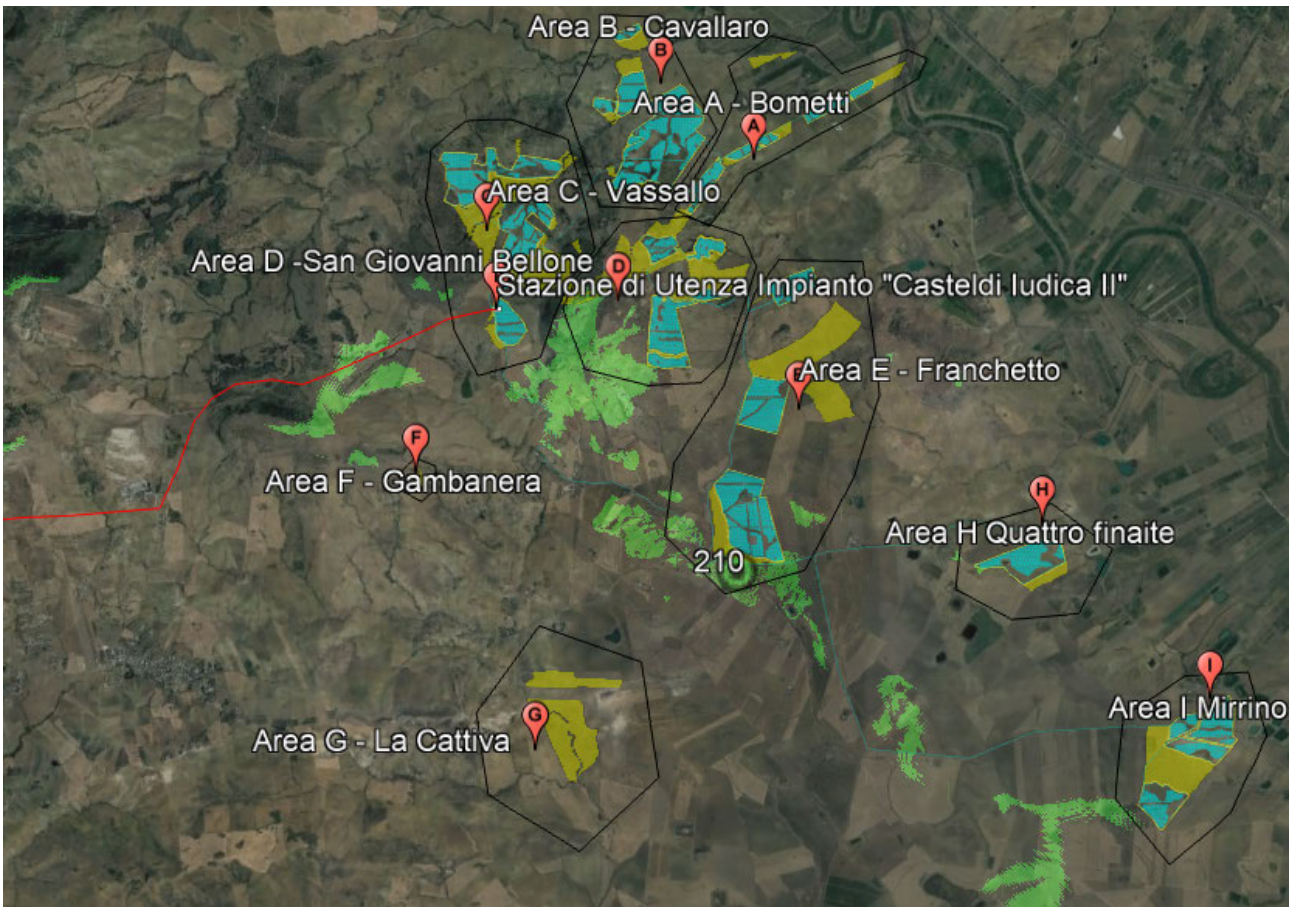 Area B - Cavallaro
B
Area A - Bometti
A
Area C - Vassallo
Area D -San Giovanni Bellone
D
Stazione di Utenza Impianto "Casteldi Iudica II"
Area E - Franchetto
E
F
Area F - Gambanera
H
Area H Quattro finaite
210
I
Area I Mirrino
G
Area G - La Cattiva